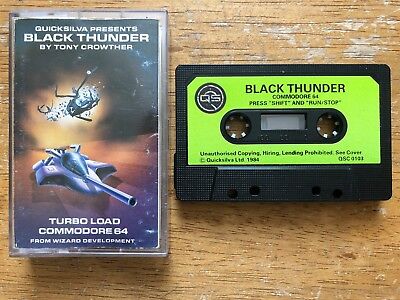 QUICKSILVA PRESENTS
BLACK THUNDER
BY TONY CROWTHER
TURBO LOAD
COMMODORE 64
FROM WIZARD DEVELOPMENT
QS
BLACK THUNDER
COMMODORE 64
PRESS "SHIFT" AND "RUN/STOP"
Unauthorised Copying, Hiring, Lending Prohibited. See Cover.
© Quicksilva Ltd. 1984
QSC 0103